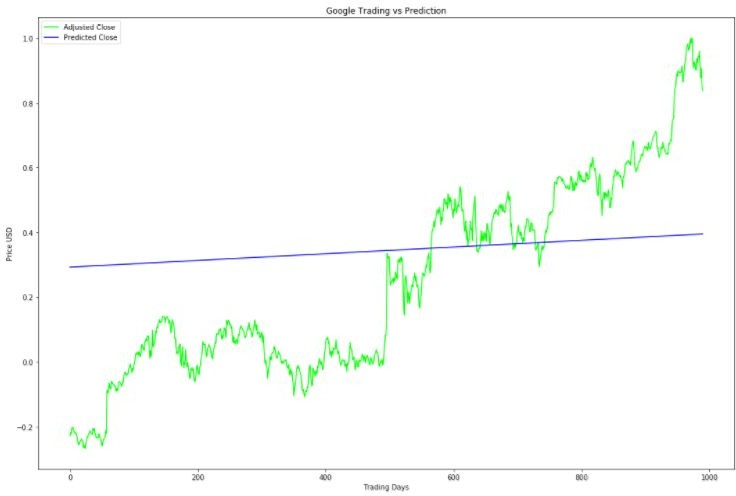 Google Trading vs Prediction
Adjusted Close
Predicted Close
1.0
0.8
0.6
0.4
0.2
0.0
−0.2
Price USD
0 200 400 600 800 1000
Trading Days